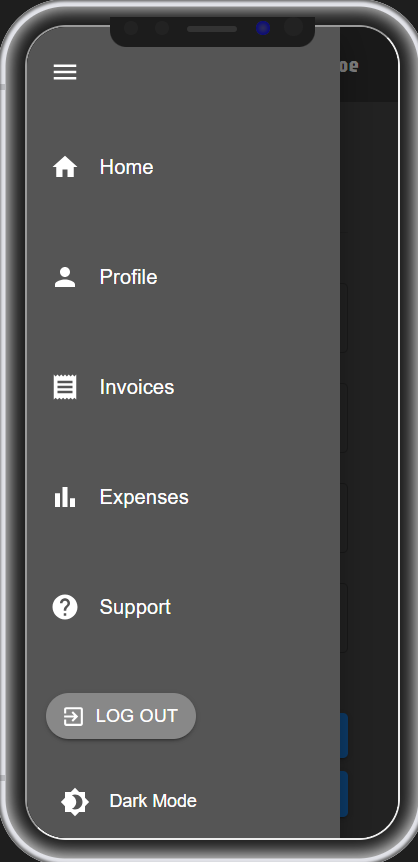 Home
Profile
Invoices
Expenses
Support
LOG OUT
Dark Mode